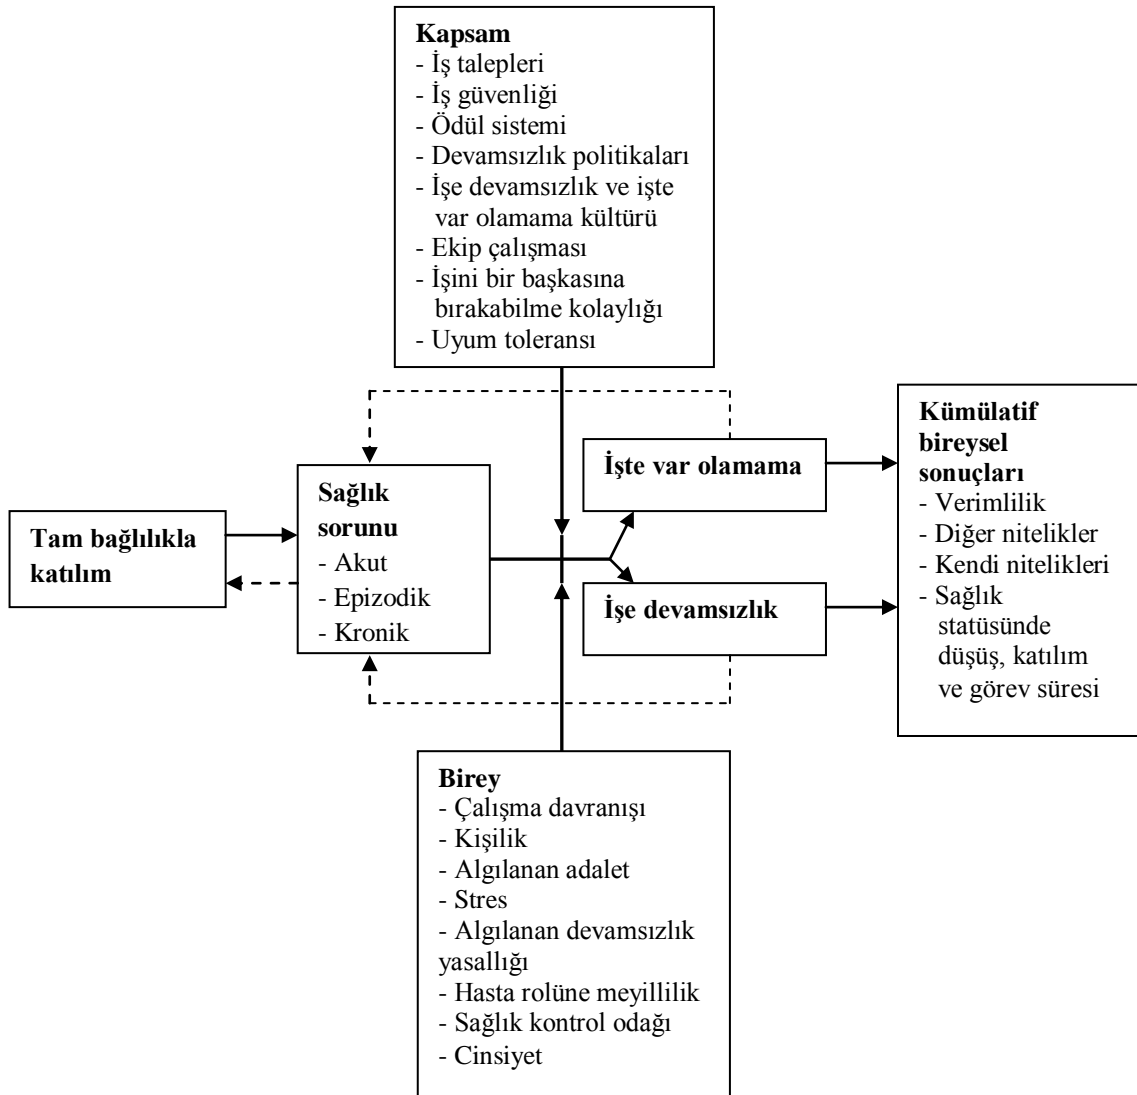 Kapsam
- İş talepleri
- İş güvenliği
- Ödül sistemi
- Devamsızlık politikaları
- İşe devamsızlık ve işte
var olamama kültürü
- Ekip çalışması
- İşini bir başkasına
bırakabilme kolaylığı
- Uyum toleransı
Tam bağlılıkla
katılım
Sağlık
sorunu
- Akut
- Epizodik
- Kronik
İşte var olamama
İşe devamsızlık
Kümülatif
bireysel
sonuçları
- Verimlilik
- Diğer nitelikler
- Kendi nitelikleri
- Sağlık
statüsünde
düşüş, katılım
ve görev süresi
Birey
- Çalışma davranışı
- Kişilik
- Algılanan adalet
- Stres
- Algılanan devamsızlık
yasallığı
- Hasta rolüne meyillilik
- Sağlık kontrol odağı
- Cinsiyet